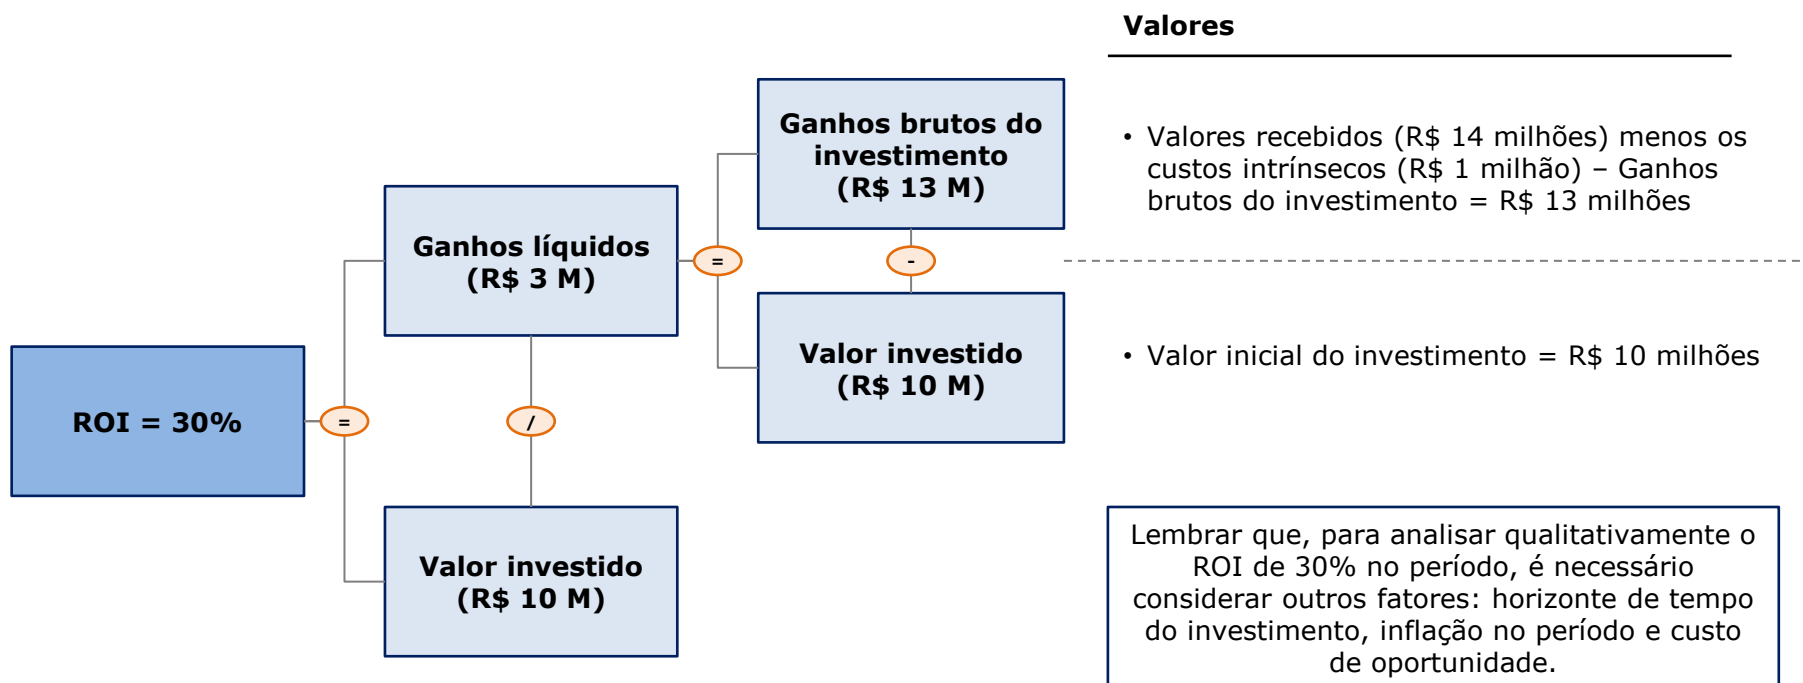 Valores
Ganhos brutos do
investimento
(R$ 13 M)
• Valores recebidos (R$ 14 milhões) menos os
custos intrínsecos (R$ 1 milhão) – Ganhos
brutos do investimento = R$ 13 milhões
Ganhos líquidos
(R$ 3 M)
=
-
Valor investido
(R$ 10 M)
• Valor inicial do investimento = R$ 10 milhões
ROI = 30%
=
/
Valor investido
(R$ 10 M)
Lembrar que, para analisar qualitativamente o
ROI de 30% no período, é necessário
considerar outros fatores: horizonte de tempo
do investimento, inflação no período e custo
de oportunidade.